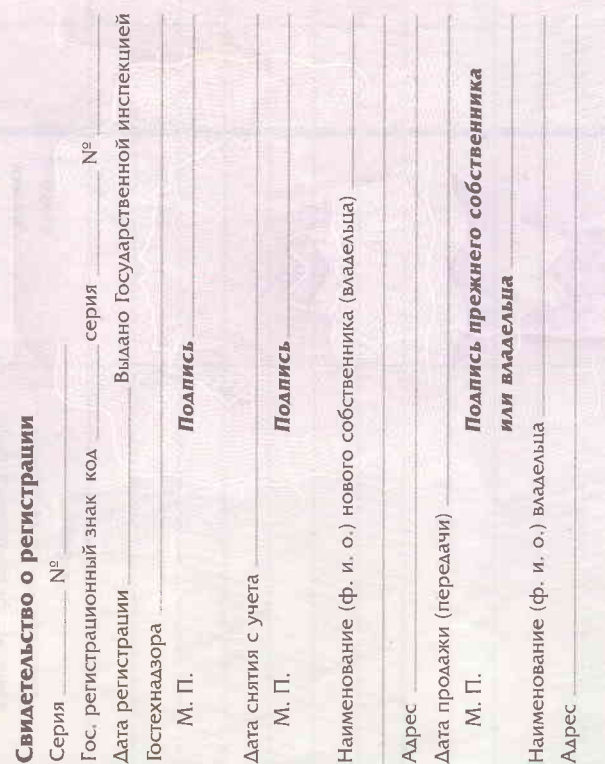 Свидетельство о регистрации
Серия № 
Гос. регистрационный знак код серия №
Дата регистрации Выдано Государственной инспекцией
Гостехнадзора
М. П. Подпись
Дата снятия с учета
М. П. Подпись
Наименование (ф. и. о.) нового собственника (владельца)
Адрес
Дата продажи (передачи)
М. П. Подпись прежнего собственника
или владельца
Наименование (ф. и. о.) владельца
Адрес